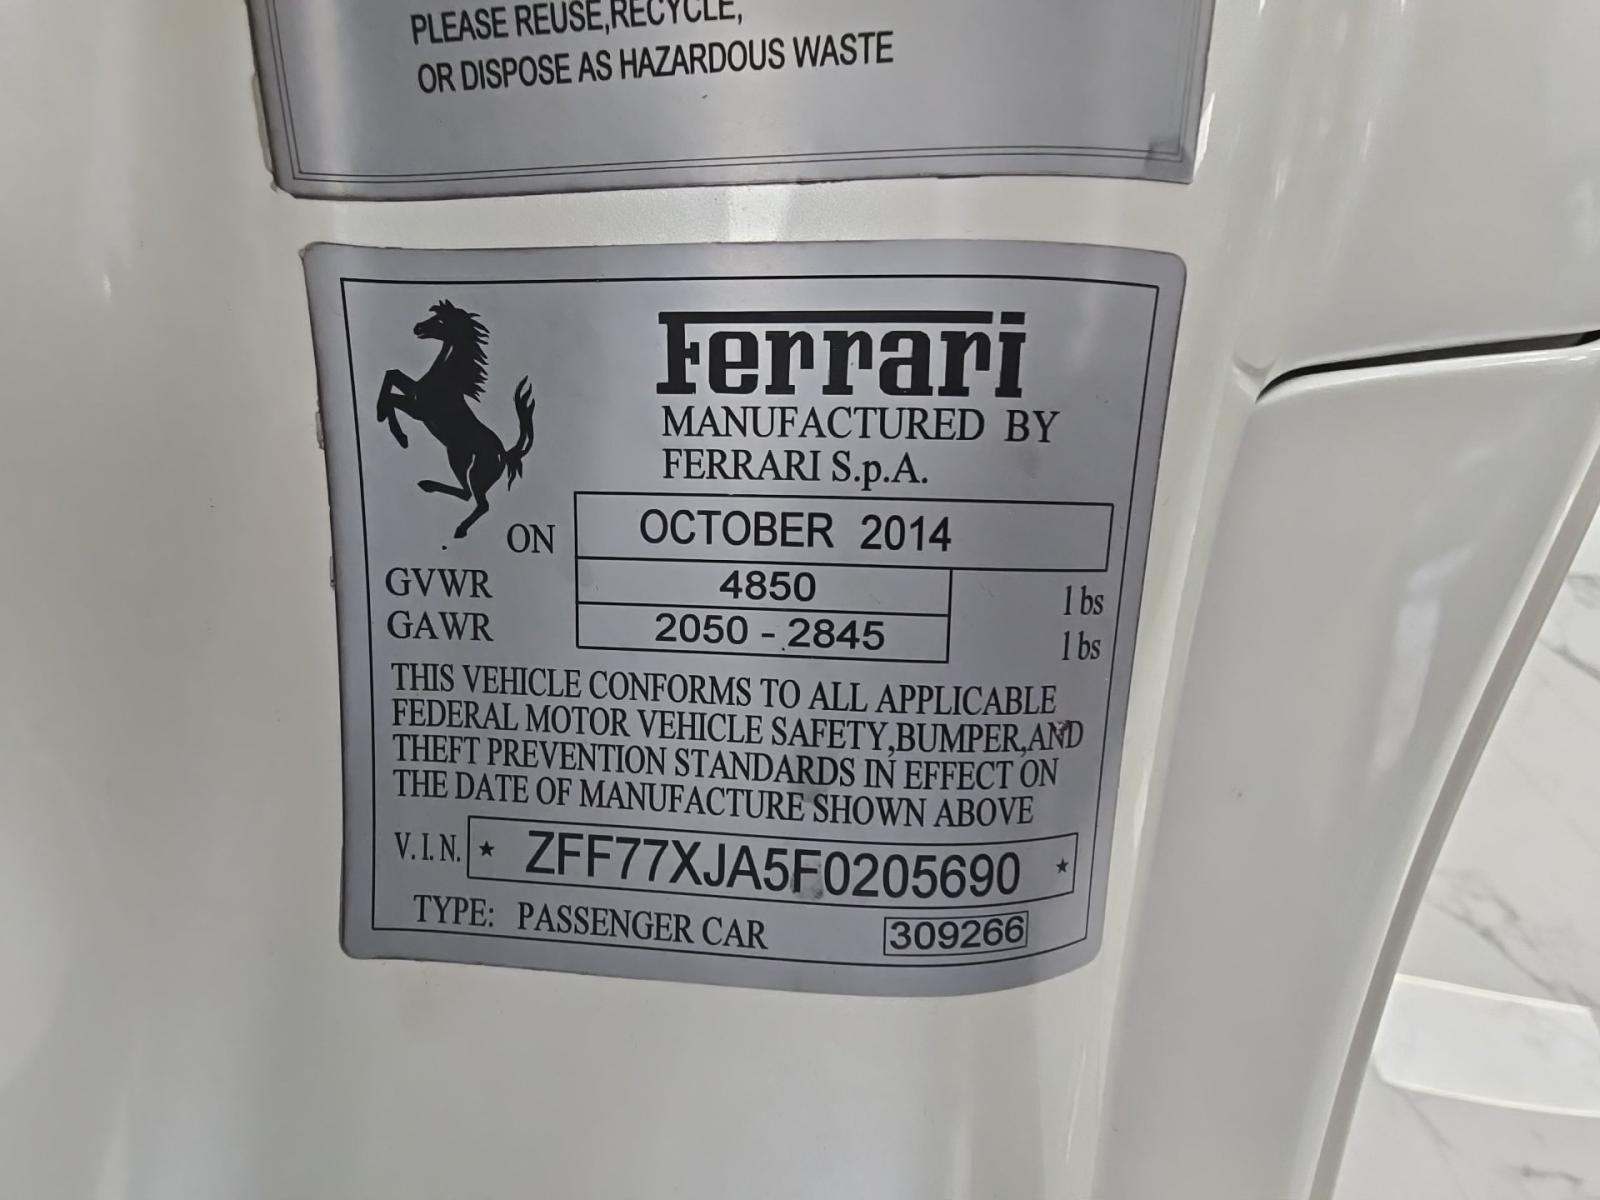 PLEASE REUSE,RECYCLE,
OR DISPOSE AS HAZARDOUS WASTE
Ferrari
MANUFACTURED BY
FERRARI S.p.A.
ON OCTOBER 2014
GVWR 4850 lbs
GAWR 2050 - 2845 lbs
THIS VEHICLE CONFORMS TO ALL APPLICABLE
FEDERAL MOTOR VEHICLE SAFETY,BUMPER,AND
THEFT PREVENTION STANDARDS IN EFFECT ON
THE DATE OF MANUFACTURE SHOWN ABOVE
V.I.N. * ZFF77XJA5F0205690 *
TYPE: PASSENGER CAR 309266